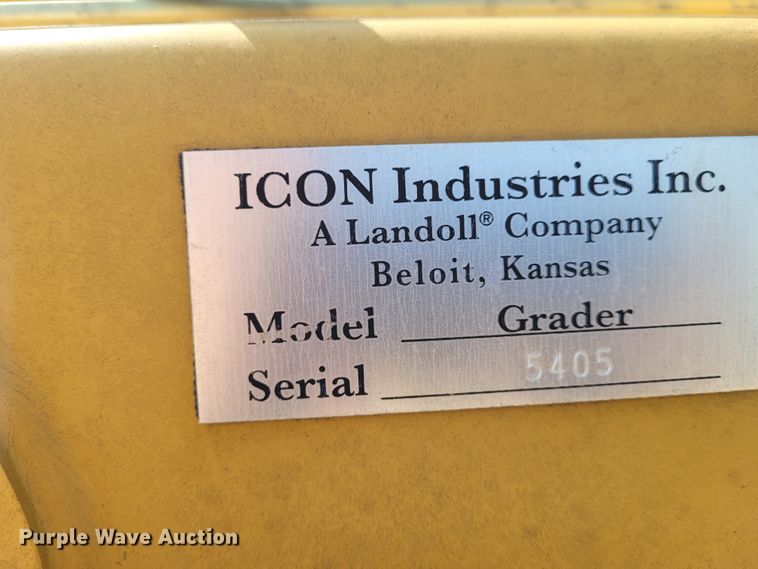 ICON Industries Inc.
A Landoll® Company
Beloit, Kansas
Model Grader
Serial 5405
Purple Wave Auction